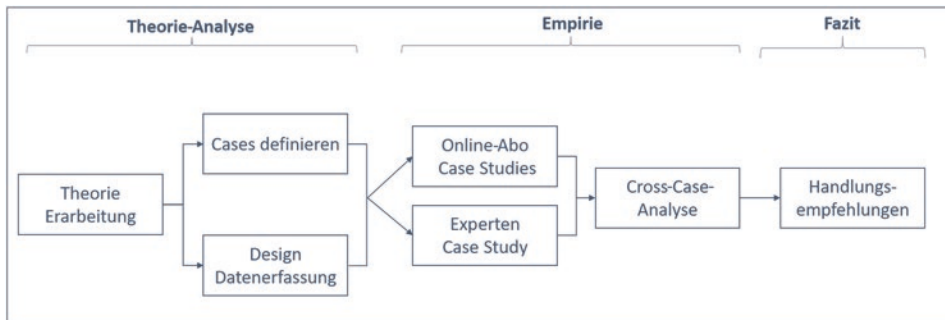 Theorie-Analyse
Empirie
Fazit
Cases definieren
Online-Abo
Case Studies
Theorie
Erarbeitung
Cross-Case-
Analyse
Handlungs-
empfehlungen
Design
Datenerfassung
Experten
Case Study